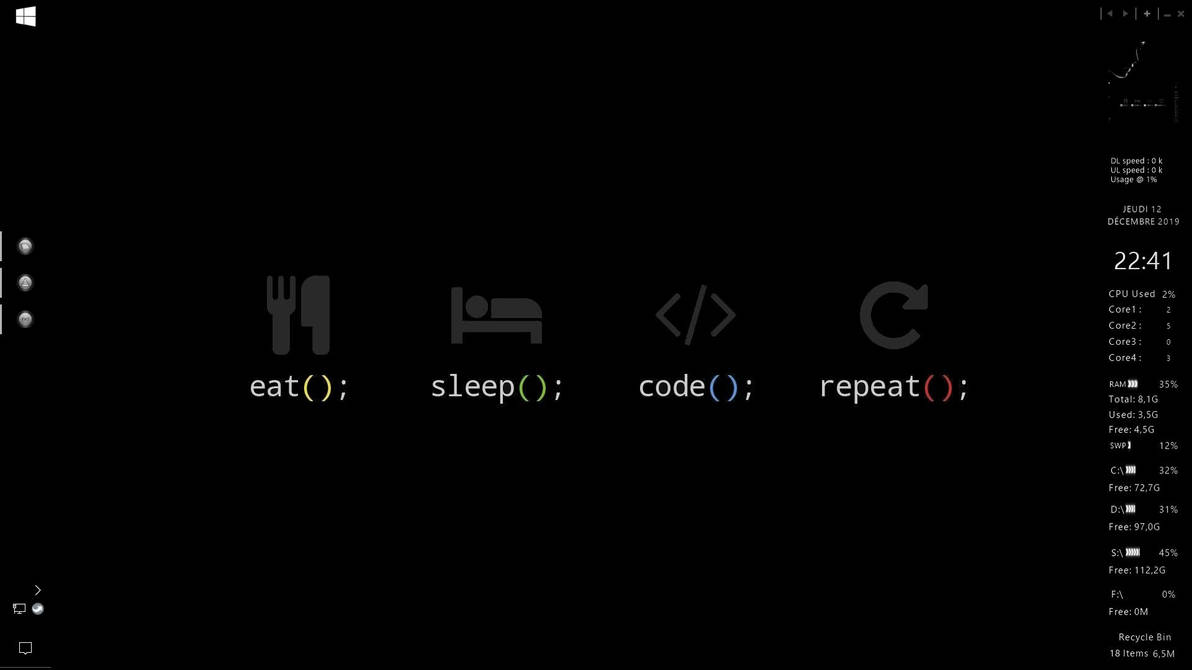 eat();
sleep();
code();
repeat();
DL speed : 0 k
UL speed : 0 k
Usage @ 1%
JEUDI 12
DÉCEMBRE 2019
22:41
CPU Used 2%
Core1 : 2
Core2 : 5
Core3 : 0
Core4 : 3
RAM 35%
Total: 8,1G
Used: 3,5G
Free: 4,5G
SWP 12%
C:\ 32%
Free: 72,7G
D:\ 31%
Free: 97,0G
S:\ 45%
Free: 112,2G
F:\ 0%
Free: 0M
Recycle Bin
18 Items 6,5M